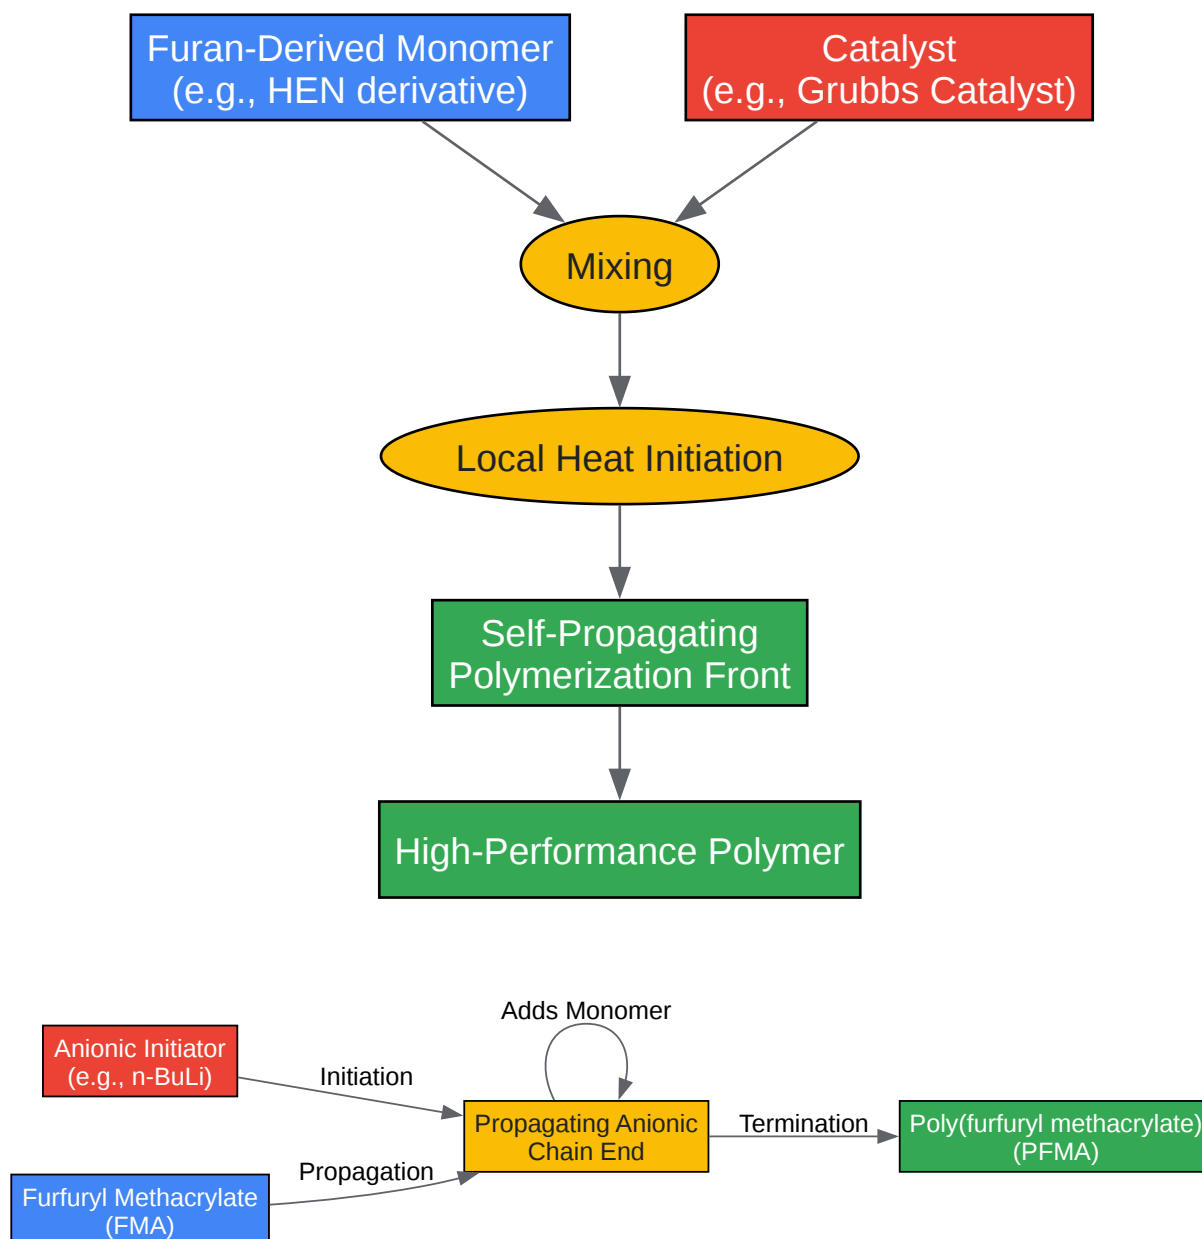 Furan-Derived Monomer
(e.g., HEN derivative)
Catalyst
(e.g., Grubbs Catalyst)
Mixing
Local Heat Initiation
Self-Propagating
Polymerization Front
High-Performance Polymer
Adds Monomer
Anionic Initiator
(e.g., n-BuLi)
Initiation
Propagating Anionic
Chain End
Termination
Poly(furfuryl methacrylate)
(PFMA)
Propagation
Furfuryl Methacrylate
(FMA)